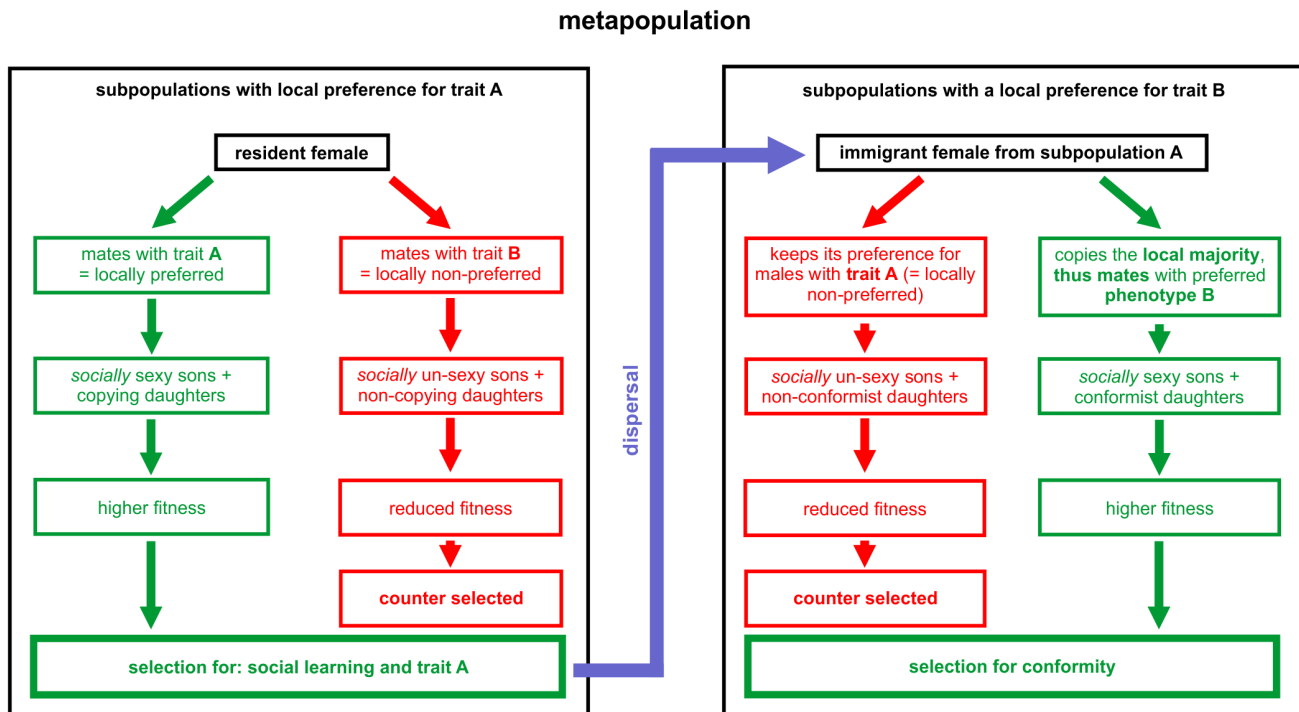 metapopulation
subpopulations with local preference for trait A
resident female
mates with trait A
= locally preferred
mates with trait B
= locally non-preferred
socially sexy sons +
copying daughters
socially un-sexy sons +
non-copying daughters
higher fitness
reduced fitness
counter selected
selection for: social learning and trait A
dispersal
subpopulations with a local preference for trait B
immigrant female from subpopulation A
keeps its preference for
males with trait A (= locally
non-preferred)
copies the local majority,
thus mates with preferred
phenotype B
socially un-sexy sons +
non-conformist daughters
socially sexy sons +
conformist daughters
reduced fitness
higher fitness
counter selected
selection for conformity